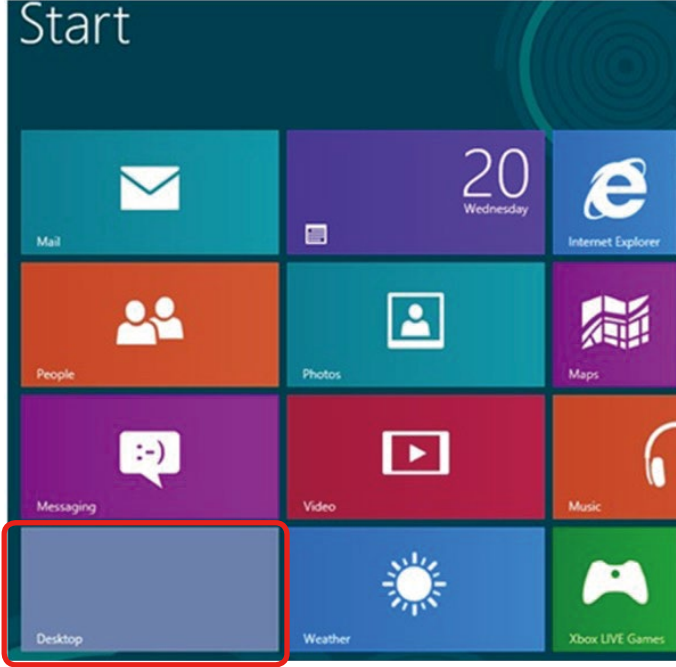 Start
Mail
20
Wednesday
Internet Explorer
People
Photos
Maps
Messaging
:-)
Video
Music
Desktop
Weather
Xbox LIVE Games